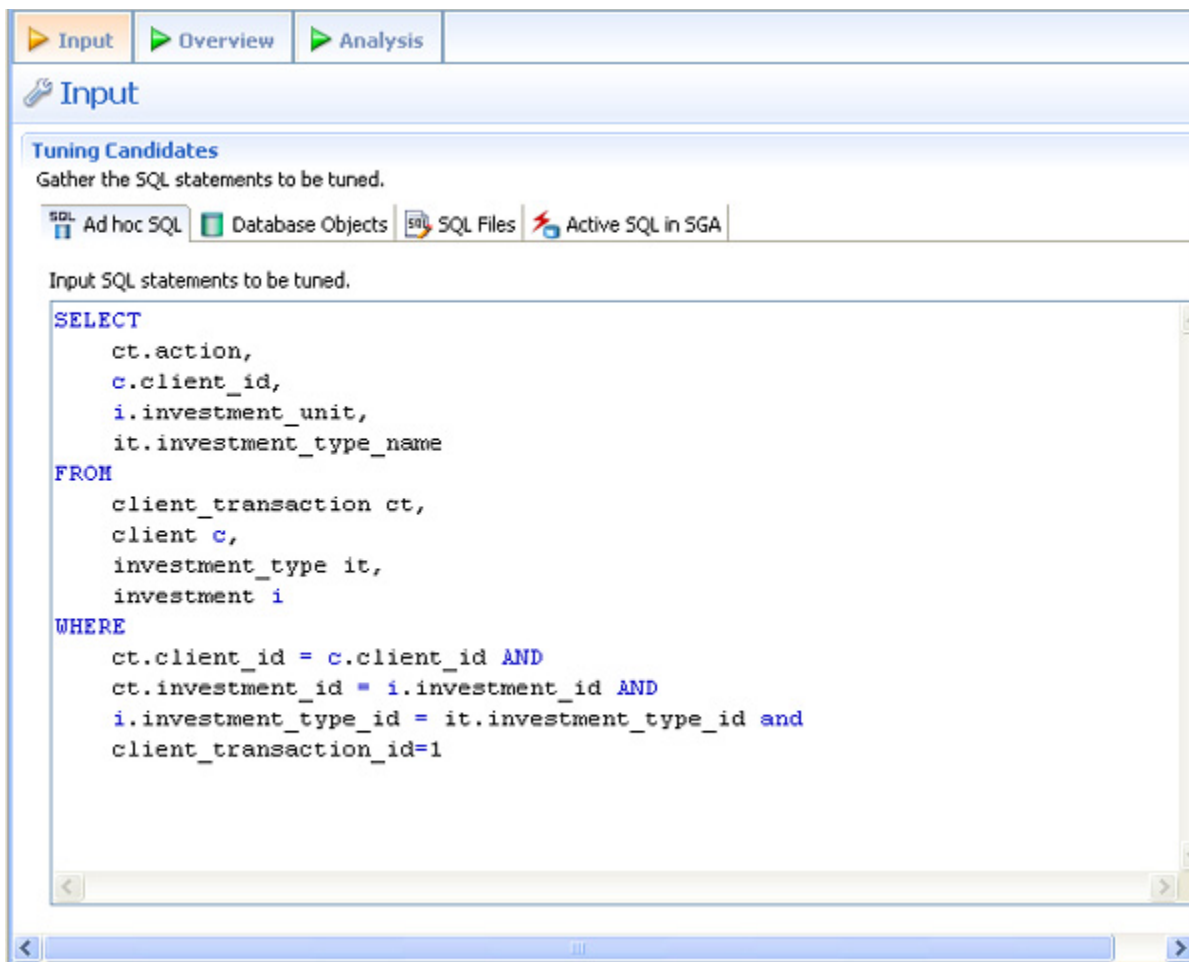 Input Overview Analysis
Input
Tuning Candidates
Gather the SQL statements to be tuned.
SQL Ad hoc SQL Database Objects SQL SQL Files Active SQL in SGA
Input SQL statements to be tuned.
SELECT
ct.action,
c.client_id,
i.investment_unit,
it.investment_type_name
FROM
client_transaction ct,
client c,
investment_type it,
investment i
WHERE
ct.client_id = c.client_id AND
ct.investment_id = i.investment_id AND
i.investment_type_id = it.investment_type_id and
client_transaction_id=1